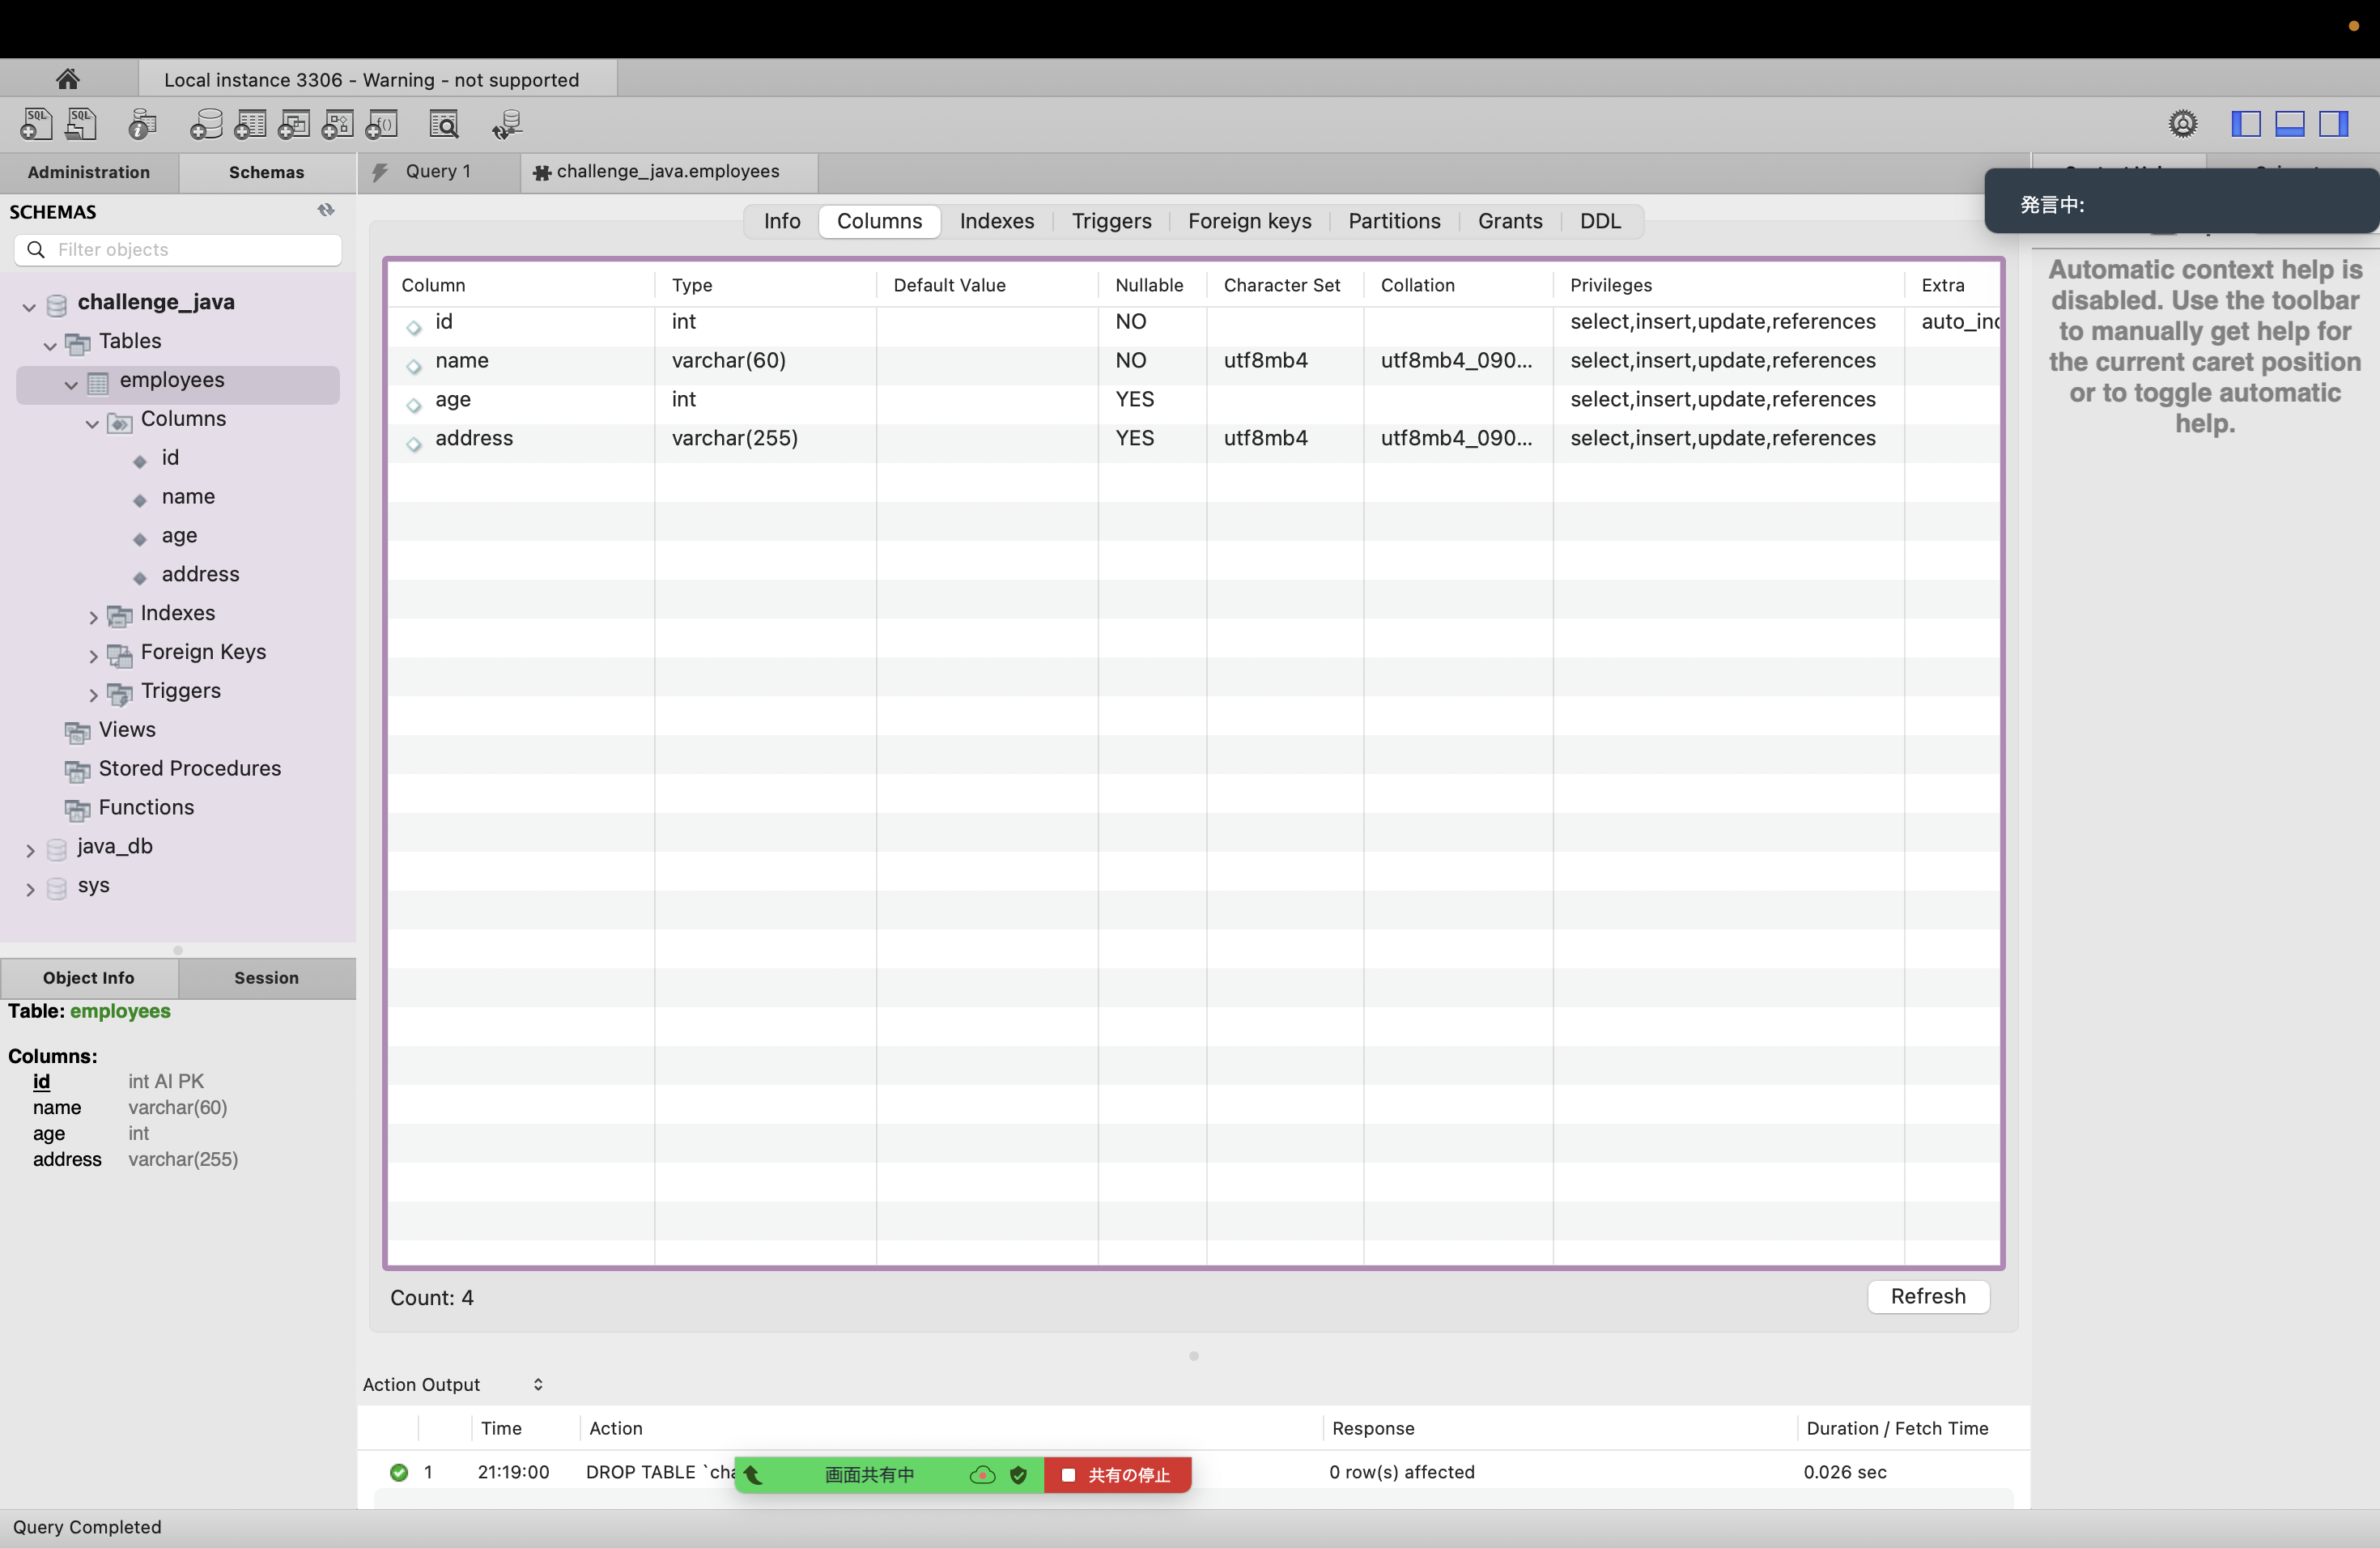 Local instance 3306 - Warning - not supported
Administration
Schemas
Query 1
challenge_java.employees
SCHEMAS
Filter objects
challenge_java
Tables
employees
Columns
id
name
age
address
Indexes
Foreign Keys
Triggers
Views
Stored Procedures
Functions
java_db
sys
Object Info
Session
Table: employees
Columns:
id int AI PK
name varchar(60)
age int
address varchar(255)
Info Columns Indexes Triggers Foreign keys Partitions Grants DDL
Column Type Default Value Nullable Character Set Collation Privileges Extra
id int NO select,insert,update,references auto_inc
name varchar(60) NO utf8mb4 utf8mb4_090... select,insert,update,references
age int YES select,insert,update,references
address varchar(255) YES utf8mb4 utf8mb4_090... select,insert,update,references
Count: 4
Refresh
発言中:
Automatic context help is
disabled. Use the toolbar
to manually get help for
the current caret position
or to toggle automatic
help.
Action Output
Time Action Response Duration / Fetch Time
1 21:19:00 DROP TABLE `cha 0 row(s) affected 0.026 sec
画面共有中
共有の停止
Query Completed